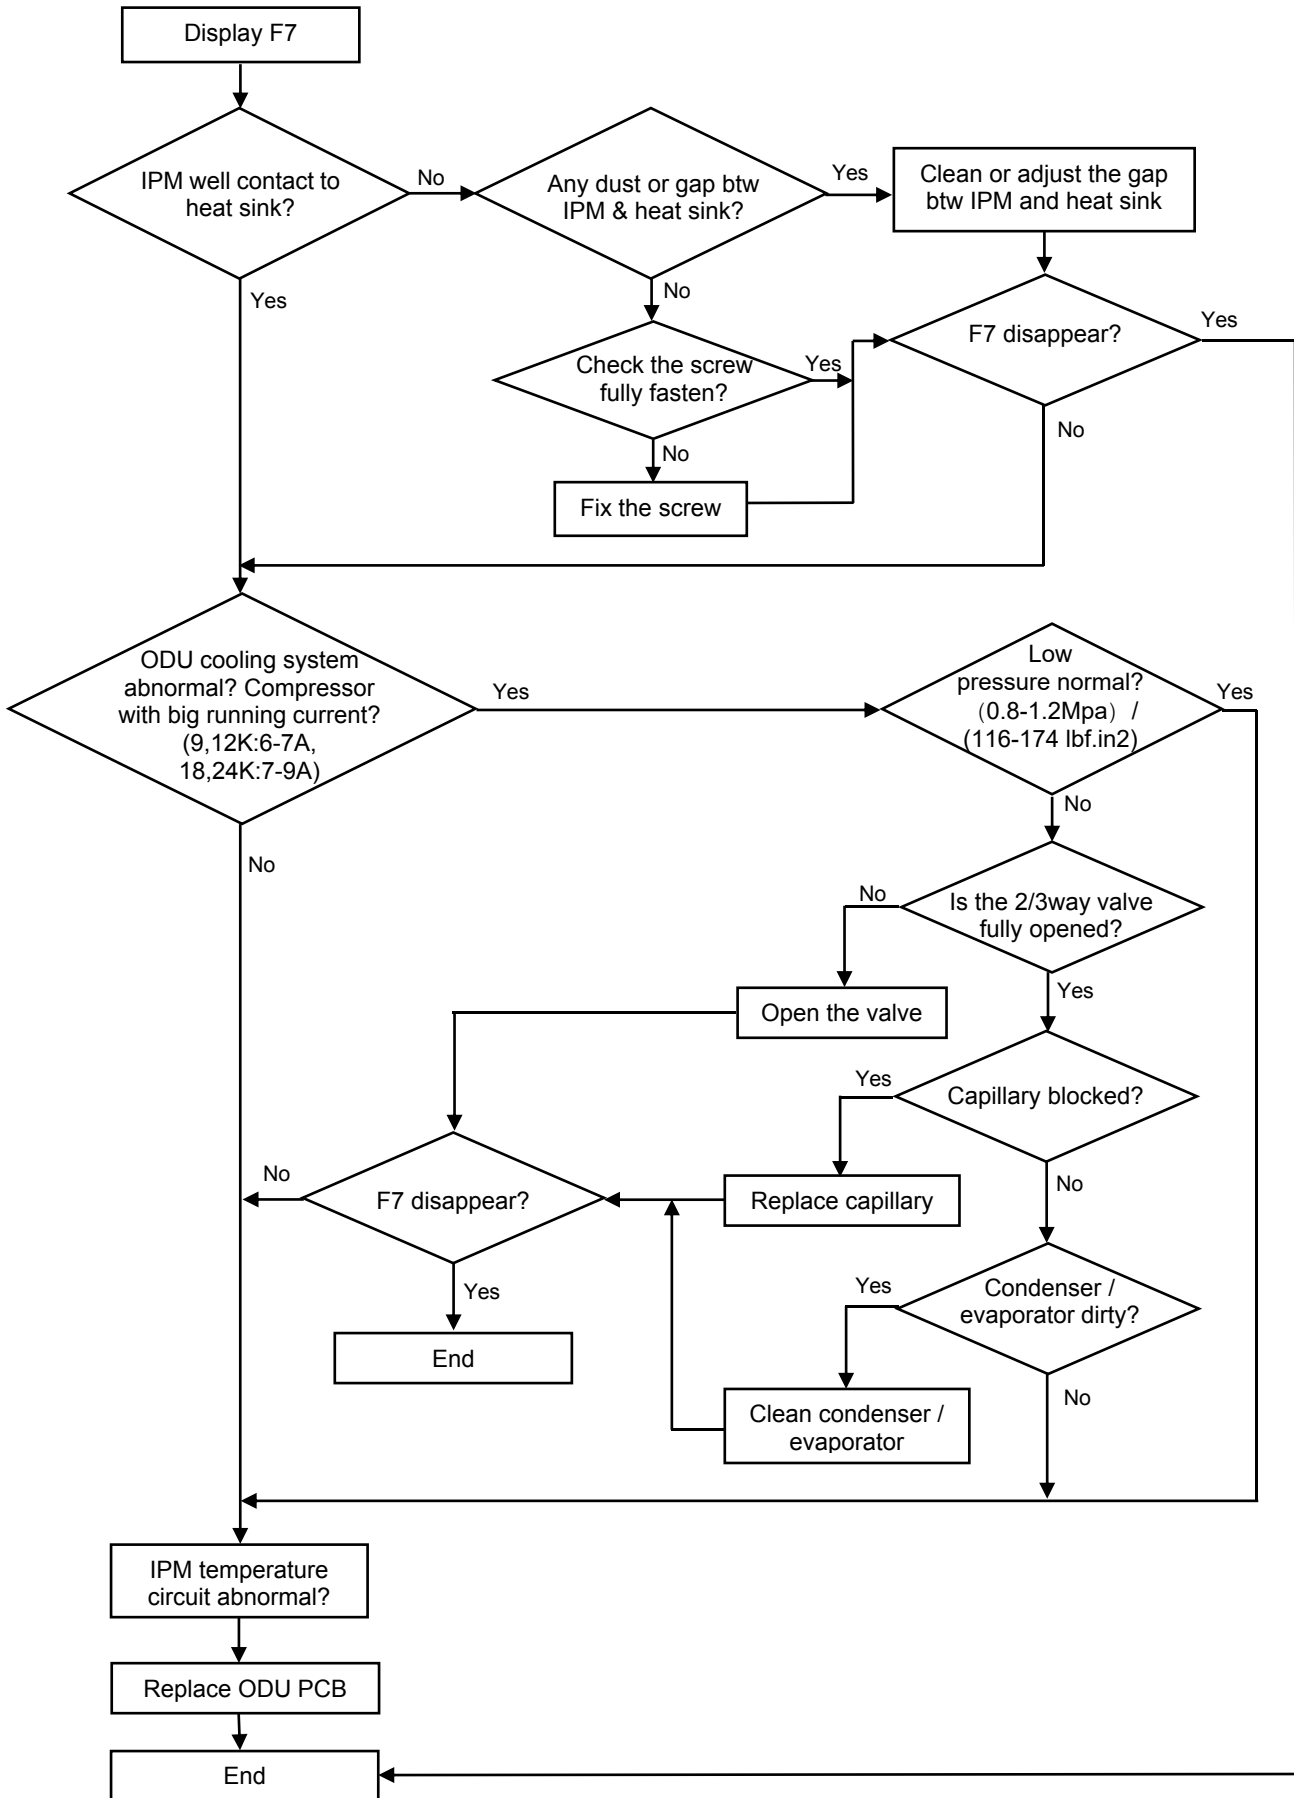 Display F7
IPM well contact to
heat sink?
No
Any dust or gap btw
IPM & heat sink?
Yes
Clean or adjust the gap
btw IPM and heat sink
Yes
No
F7 disappear?
Yes
Check the screw
fully fasten?
Yes
No
No
Fix the screw
ODU cooling system
abnormal? Compressor
with big running current?
(9,12K:6-7A,
18,24K:7-9A)
Yes
Low
pressure normal?
（0.8-1.2Mpa）/
(116-174 lbf.in2)
Yes
No
No
No
Is the 2/3way valve
fully opened?
Yes
Open the valve
Yes
Capillary blocked?
No
No
F7 disappear?
Replace capillary
Yes
Yes
Condenser /
evaporator dirty?
End
No
Clean condenser /
evaporator
IPM temperature
circuit abnormal?
Replace ODU PCB
End